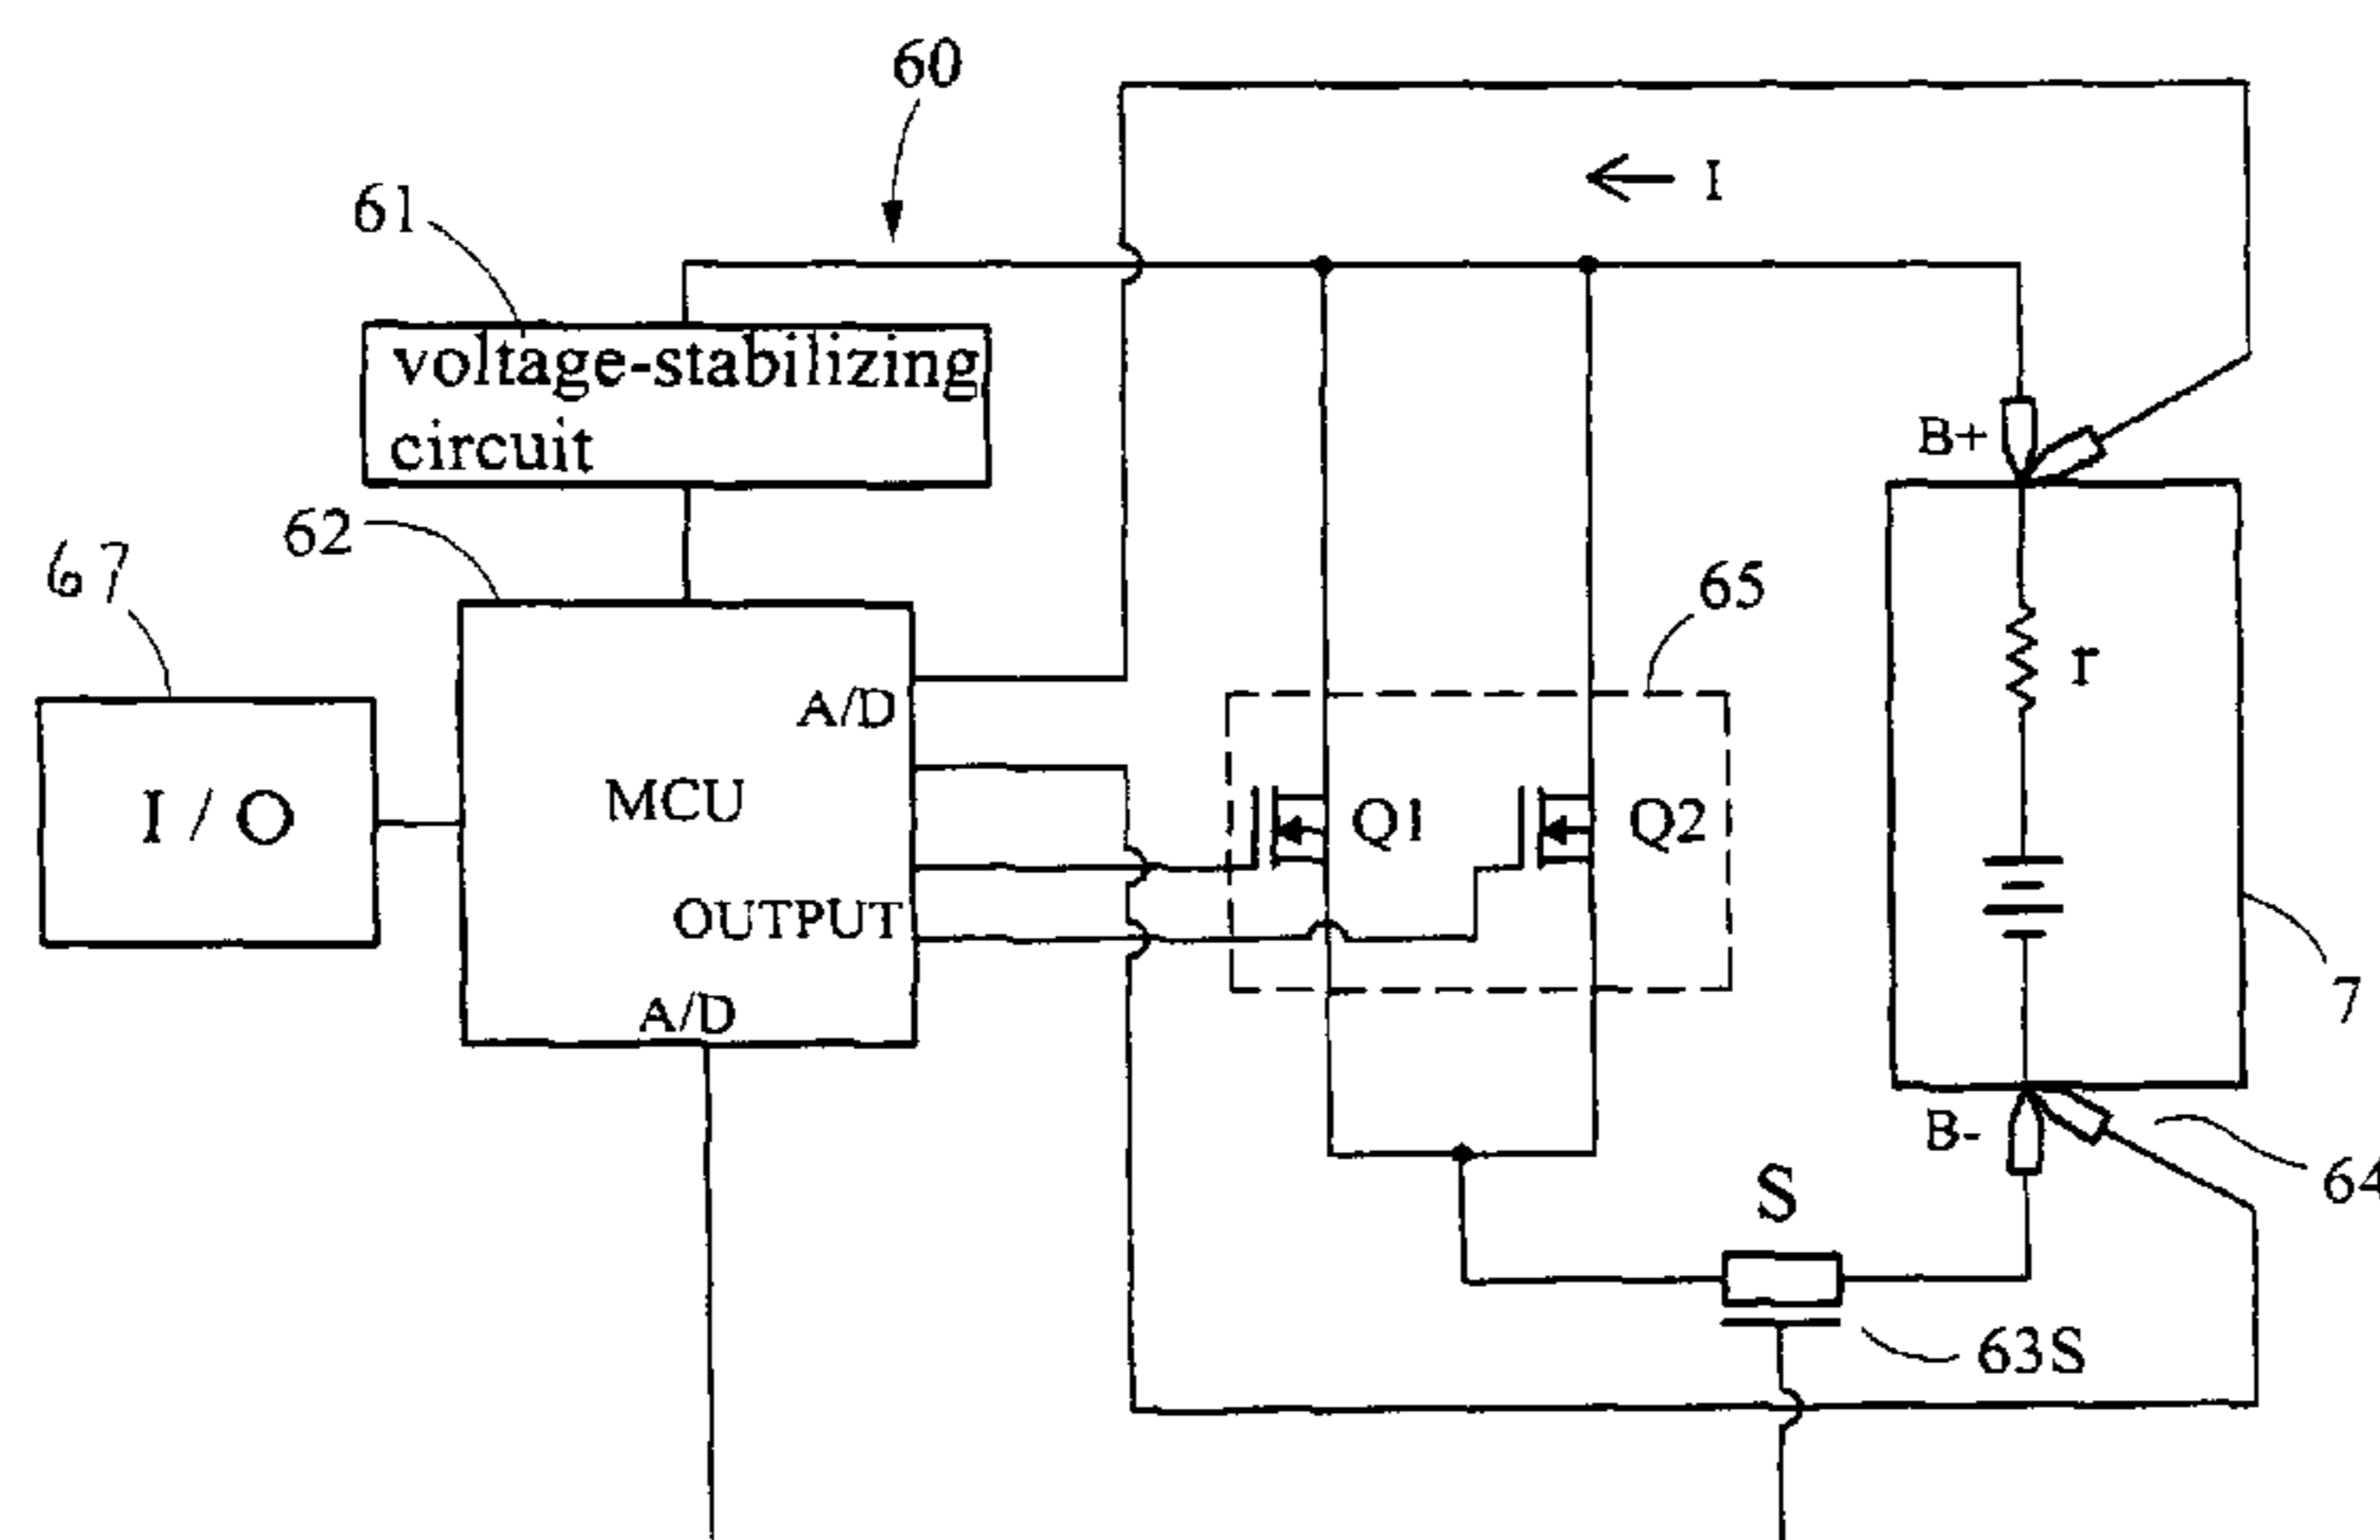 60
I
61
voltage-stabilizing
circuit
B+
62
67
65
r
A/D
I / O
MCU
Q1
Q2
OUTPUT
7
A/D
B-
64
S
63S